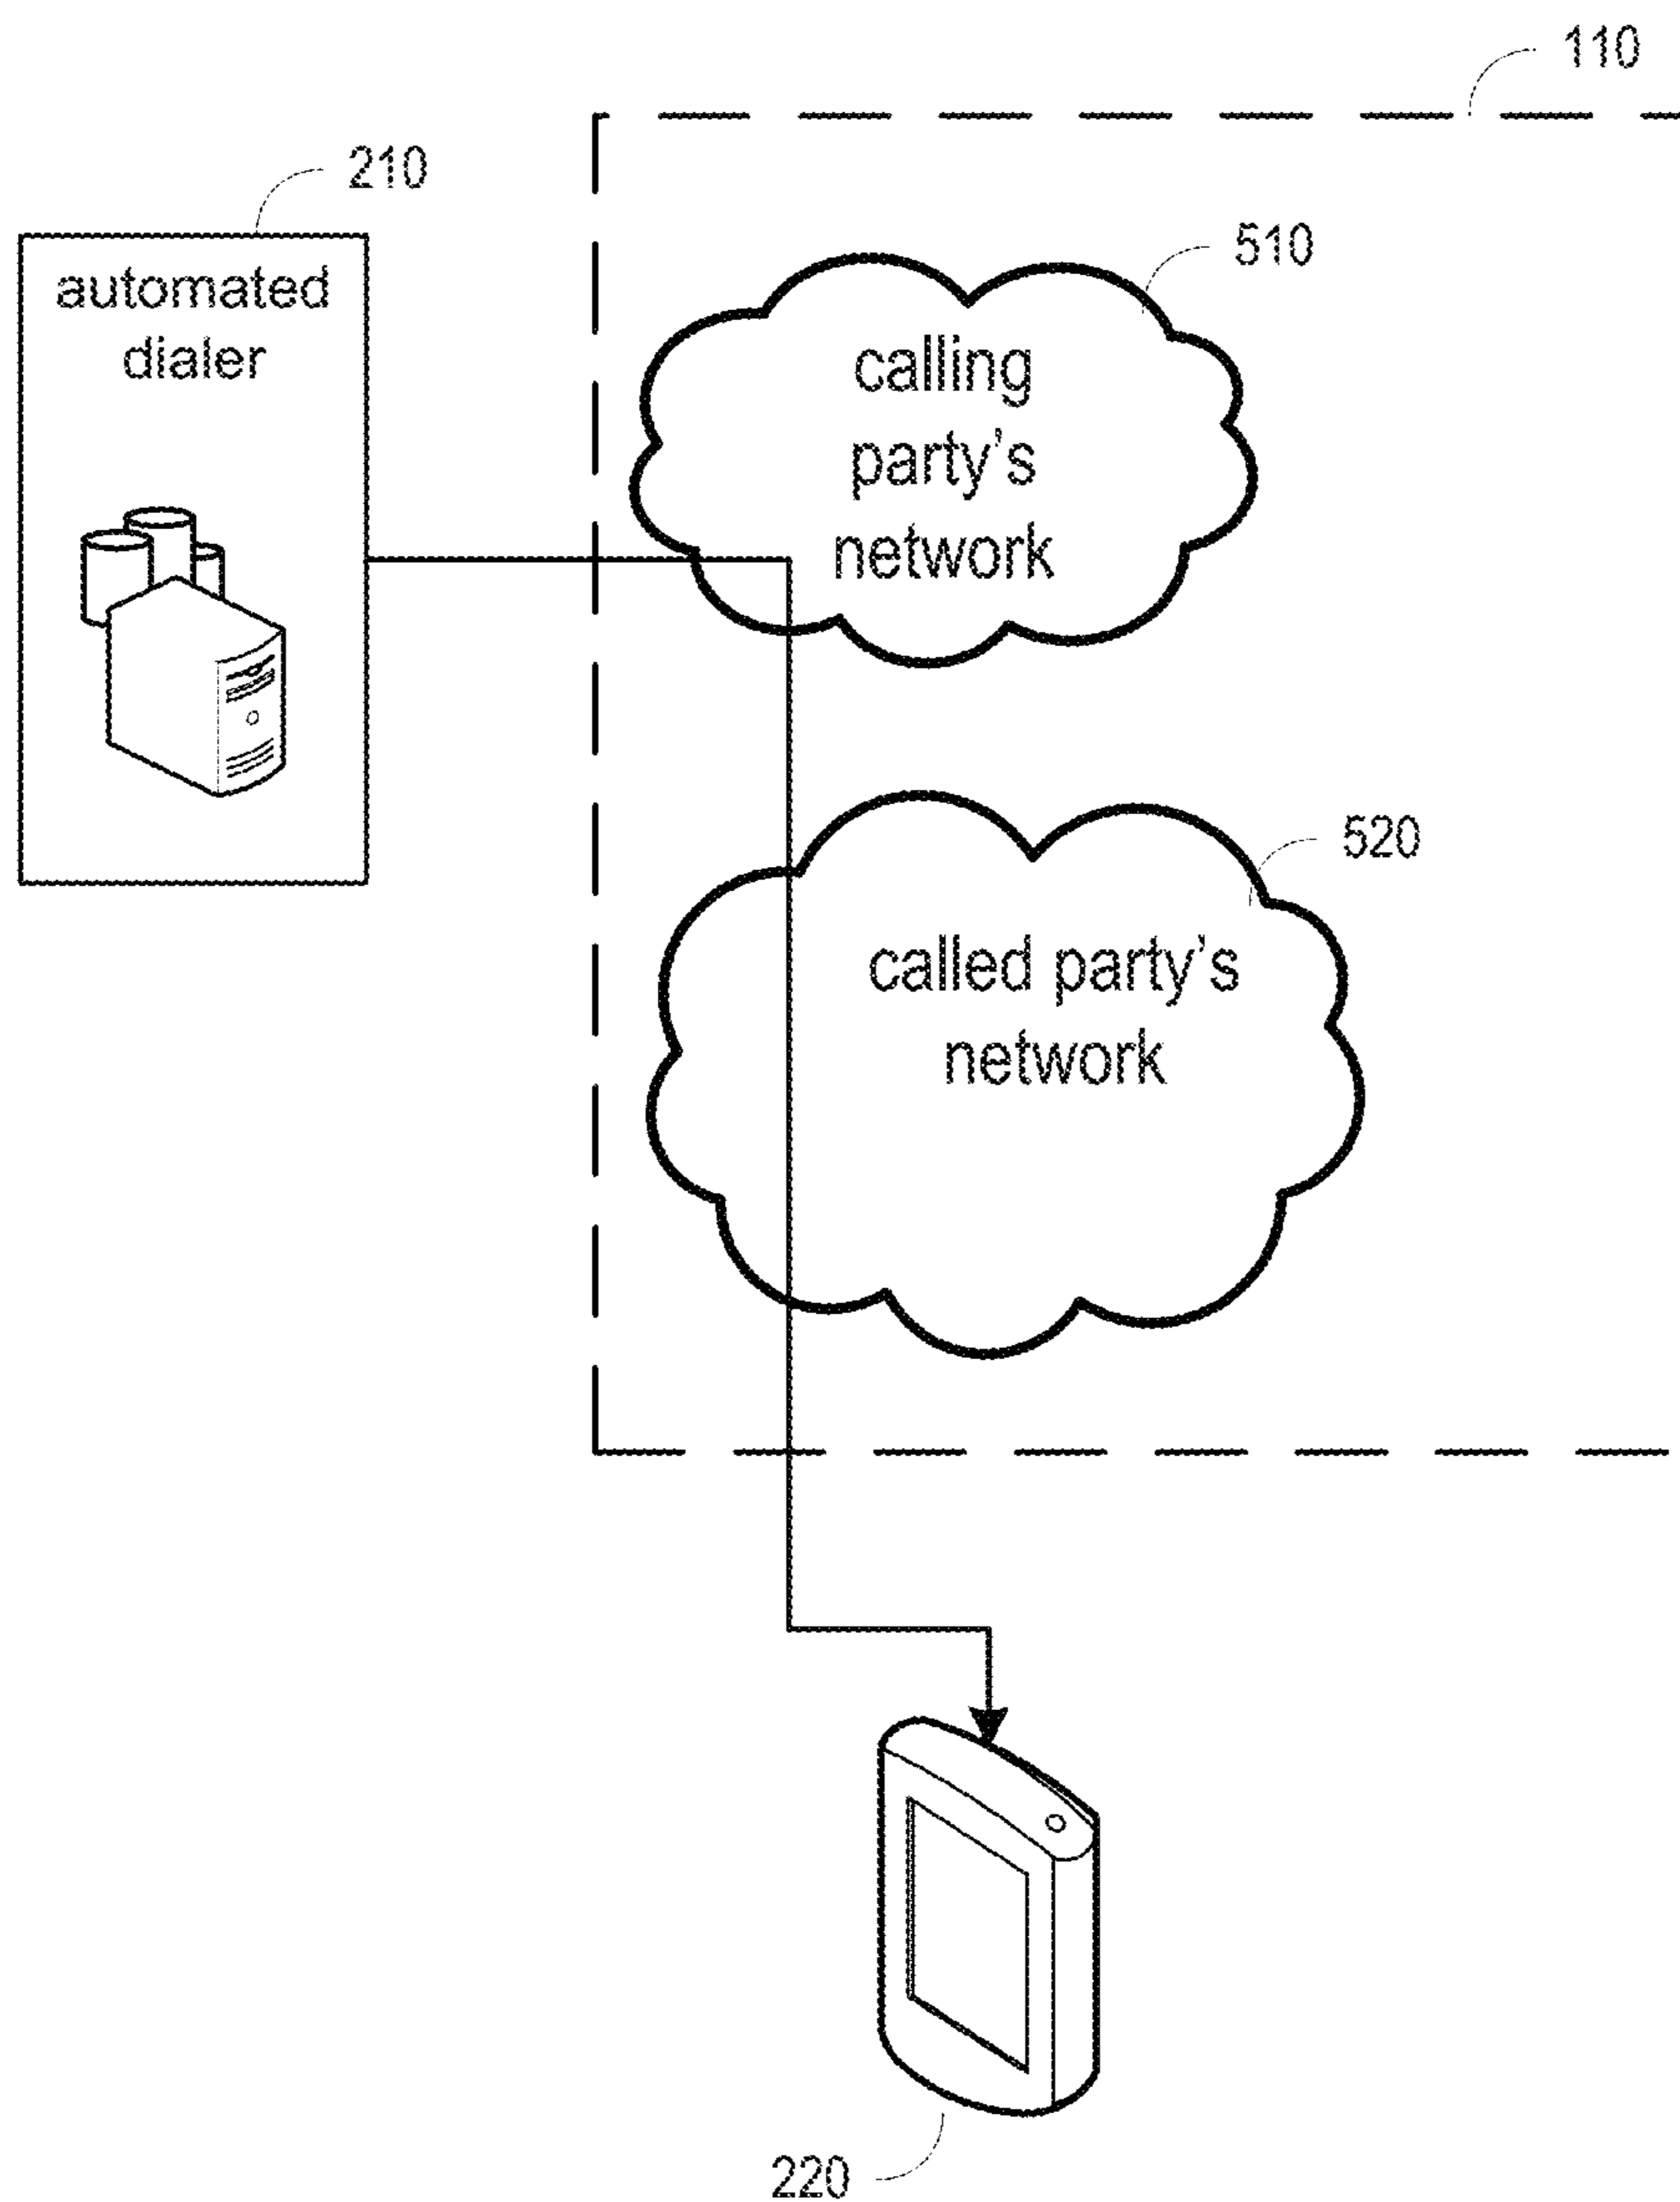 110
210
automated
dialer
510
calling
party's
network
520
called party's
network
220